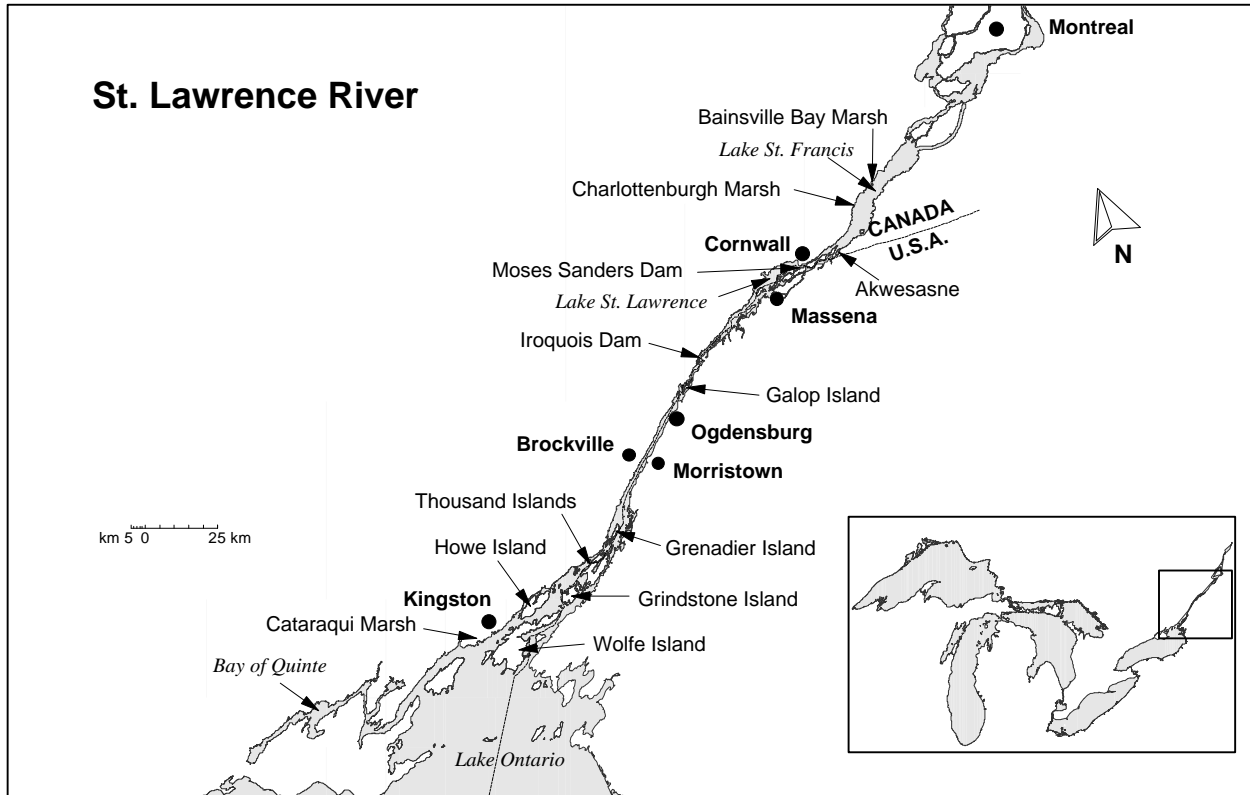 Montreal
St. Lawrence River
Bainsville Bay Marsh
Lake St. Francis
Charlottenburgh Marsh
CANADA
U.S.A.
Cornwall
N
Moses Sanders Dam
Akwesasne
Lake St. Lawrence
Massena
Iroquois Dam
Galop Island
Ogdensburg
Brockville
Morristown
Thousand Islands
km 5 0 25 km
Howe Island
Grenadier Island
Kingston
Grindstone Island
Cataraqui Marsh
Wolfe Island
Bay of Quinte
Lake Ontario